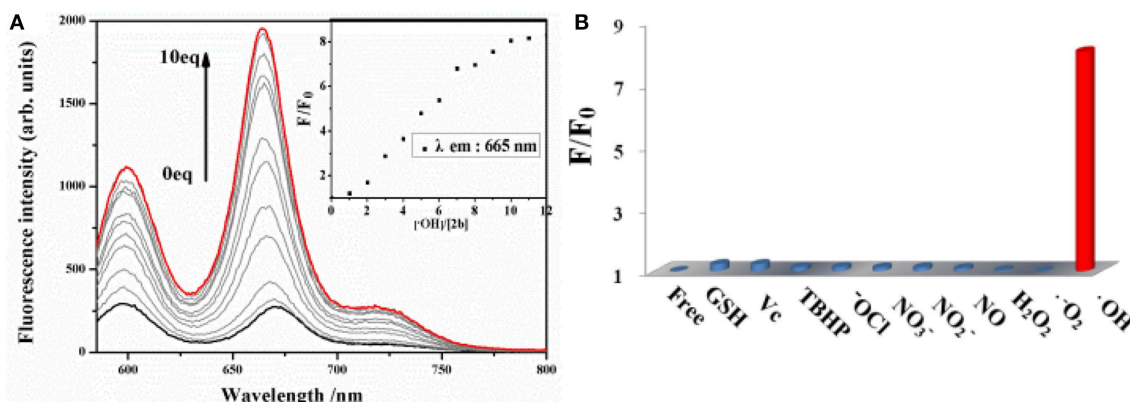 A
Fluorescence intensity (arb. units)
2000
1500
1000
500
0
10eq
0eq
600
650
700
750
800
Wavelength /nm
F/F0
8
6
4
2
0
2
4
6
8
10
12
λ em : 665 nm
[·OH]/[2b]
B
F/F0
9
7
5
3
1
Free
GSH
Vc
TBHP
-OCl
NO3-
NO2-
NO
H2O2
·-O2
·OH